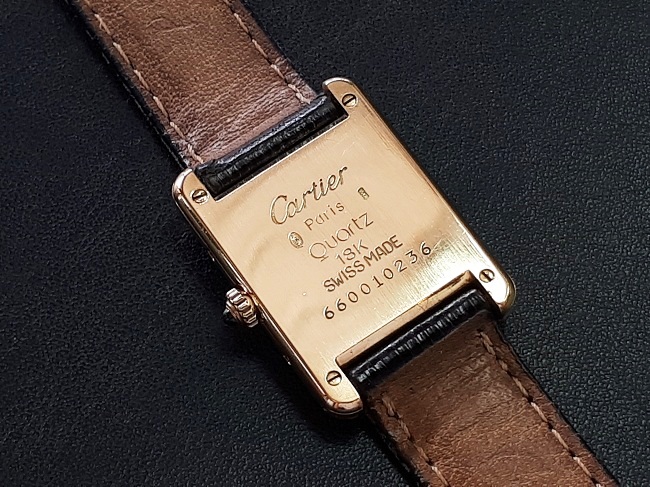 Cartier
Paris
Quartz
18K
SWISS MADE
660010236